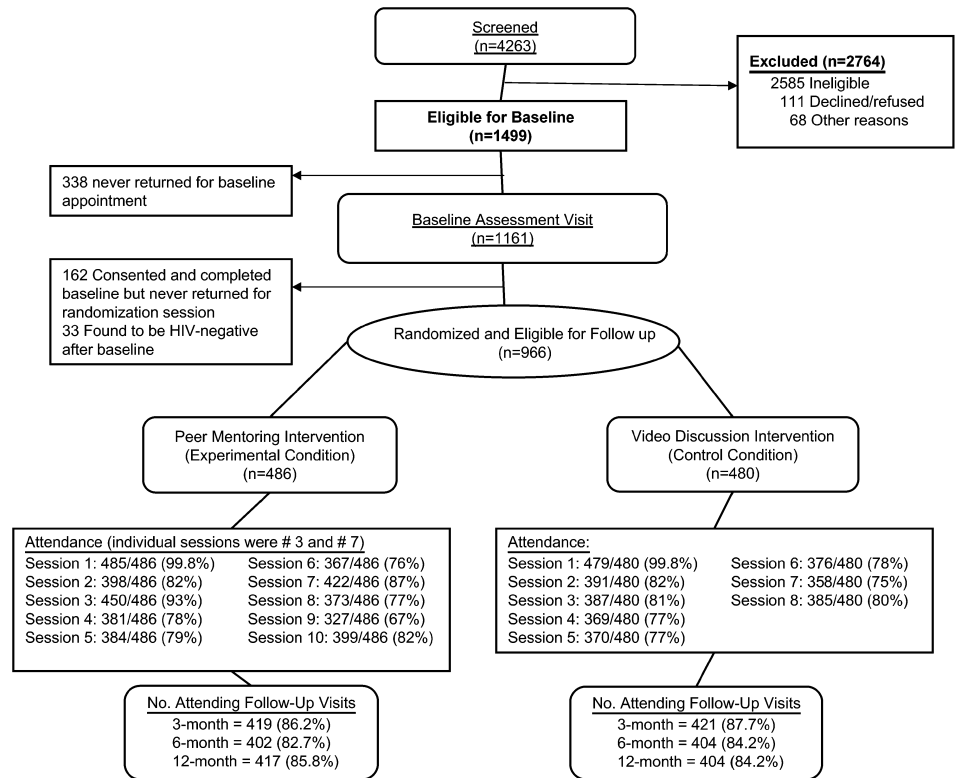 Screened
(n=4263)
Excluded (n=2764)
2585 Ineligible
111 Declined/refused
68 Other reasons
Eligible for Baseline
(n=1499)
338 never returned for baseline
appointment
Baseline Assessment Visit
(n=1161)
162 Consented and completed
baseline but never returned for
randomization session
33 Found to be HIV-negative
after baseline
Randomized and Eligible for Follow up
(n=966)
Peer Mentoring Intervention
(Experimental Condition)
(n=486)
Video Discussion Intervention
(Control Condition)
(n=480)
Attendance (individual sessions were # 3 and # 7)
Session 1: 485/486 (99.8%)
Session 2: 398/486 (82%)
Session 3: 450/486 (93%)
Session 4: 381/486 (78%)
Session 5: 384/486 (79%)
Session 6: 367/486 (76%)
Session 7: 422/486 (87%)
Session 8: 373/486 (77%)
Session 9: 327/486 (67%)
Session 10: 399/486 (82%)
Attendance:
Session 1: 479/480 (99.8%)
Session 2: 391/480 (82%)
Session 3: 387/480 (81%)
Session 4: 369/480 (77%)
Session 5: 370/480 (77%)
Session 6: 376/480 (78%)
Session 7: 358/480 (75%)
Session 8: 385/480 (80%)
No. Attending Follow-Up Visits
3-month = 419 (86.2%)
6-month = 402 (82.7%)
12-month = 417 (85.8%)
No. Attending Follow-Up Visits
3-month = 421 (87.7%)
6-month = 404 (84.2%)
12-month = 404 (84.2%)